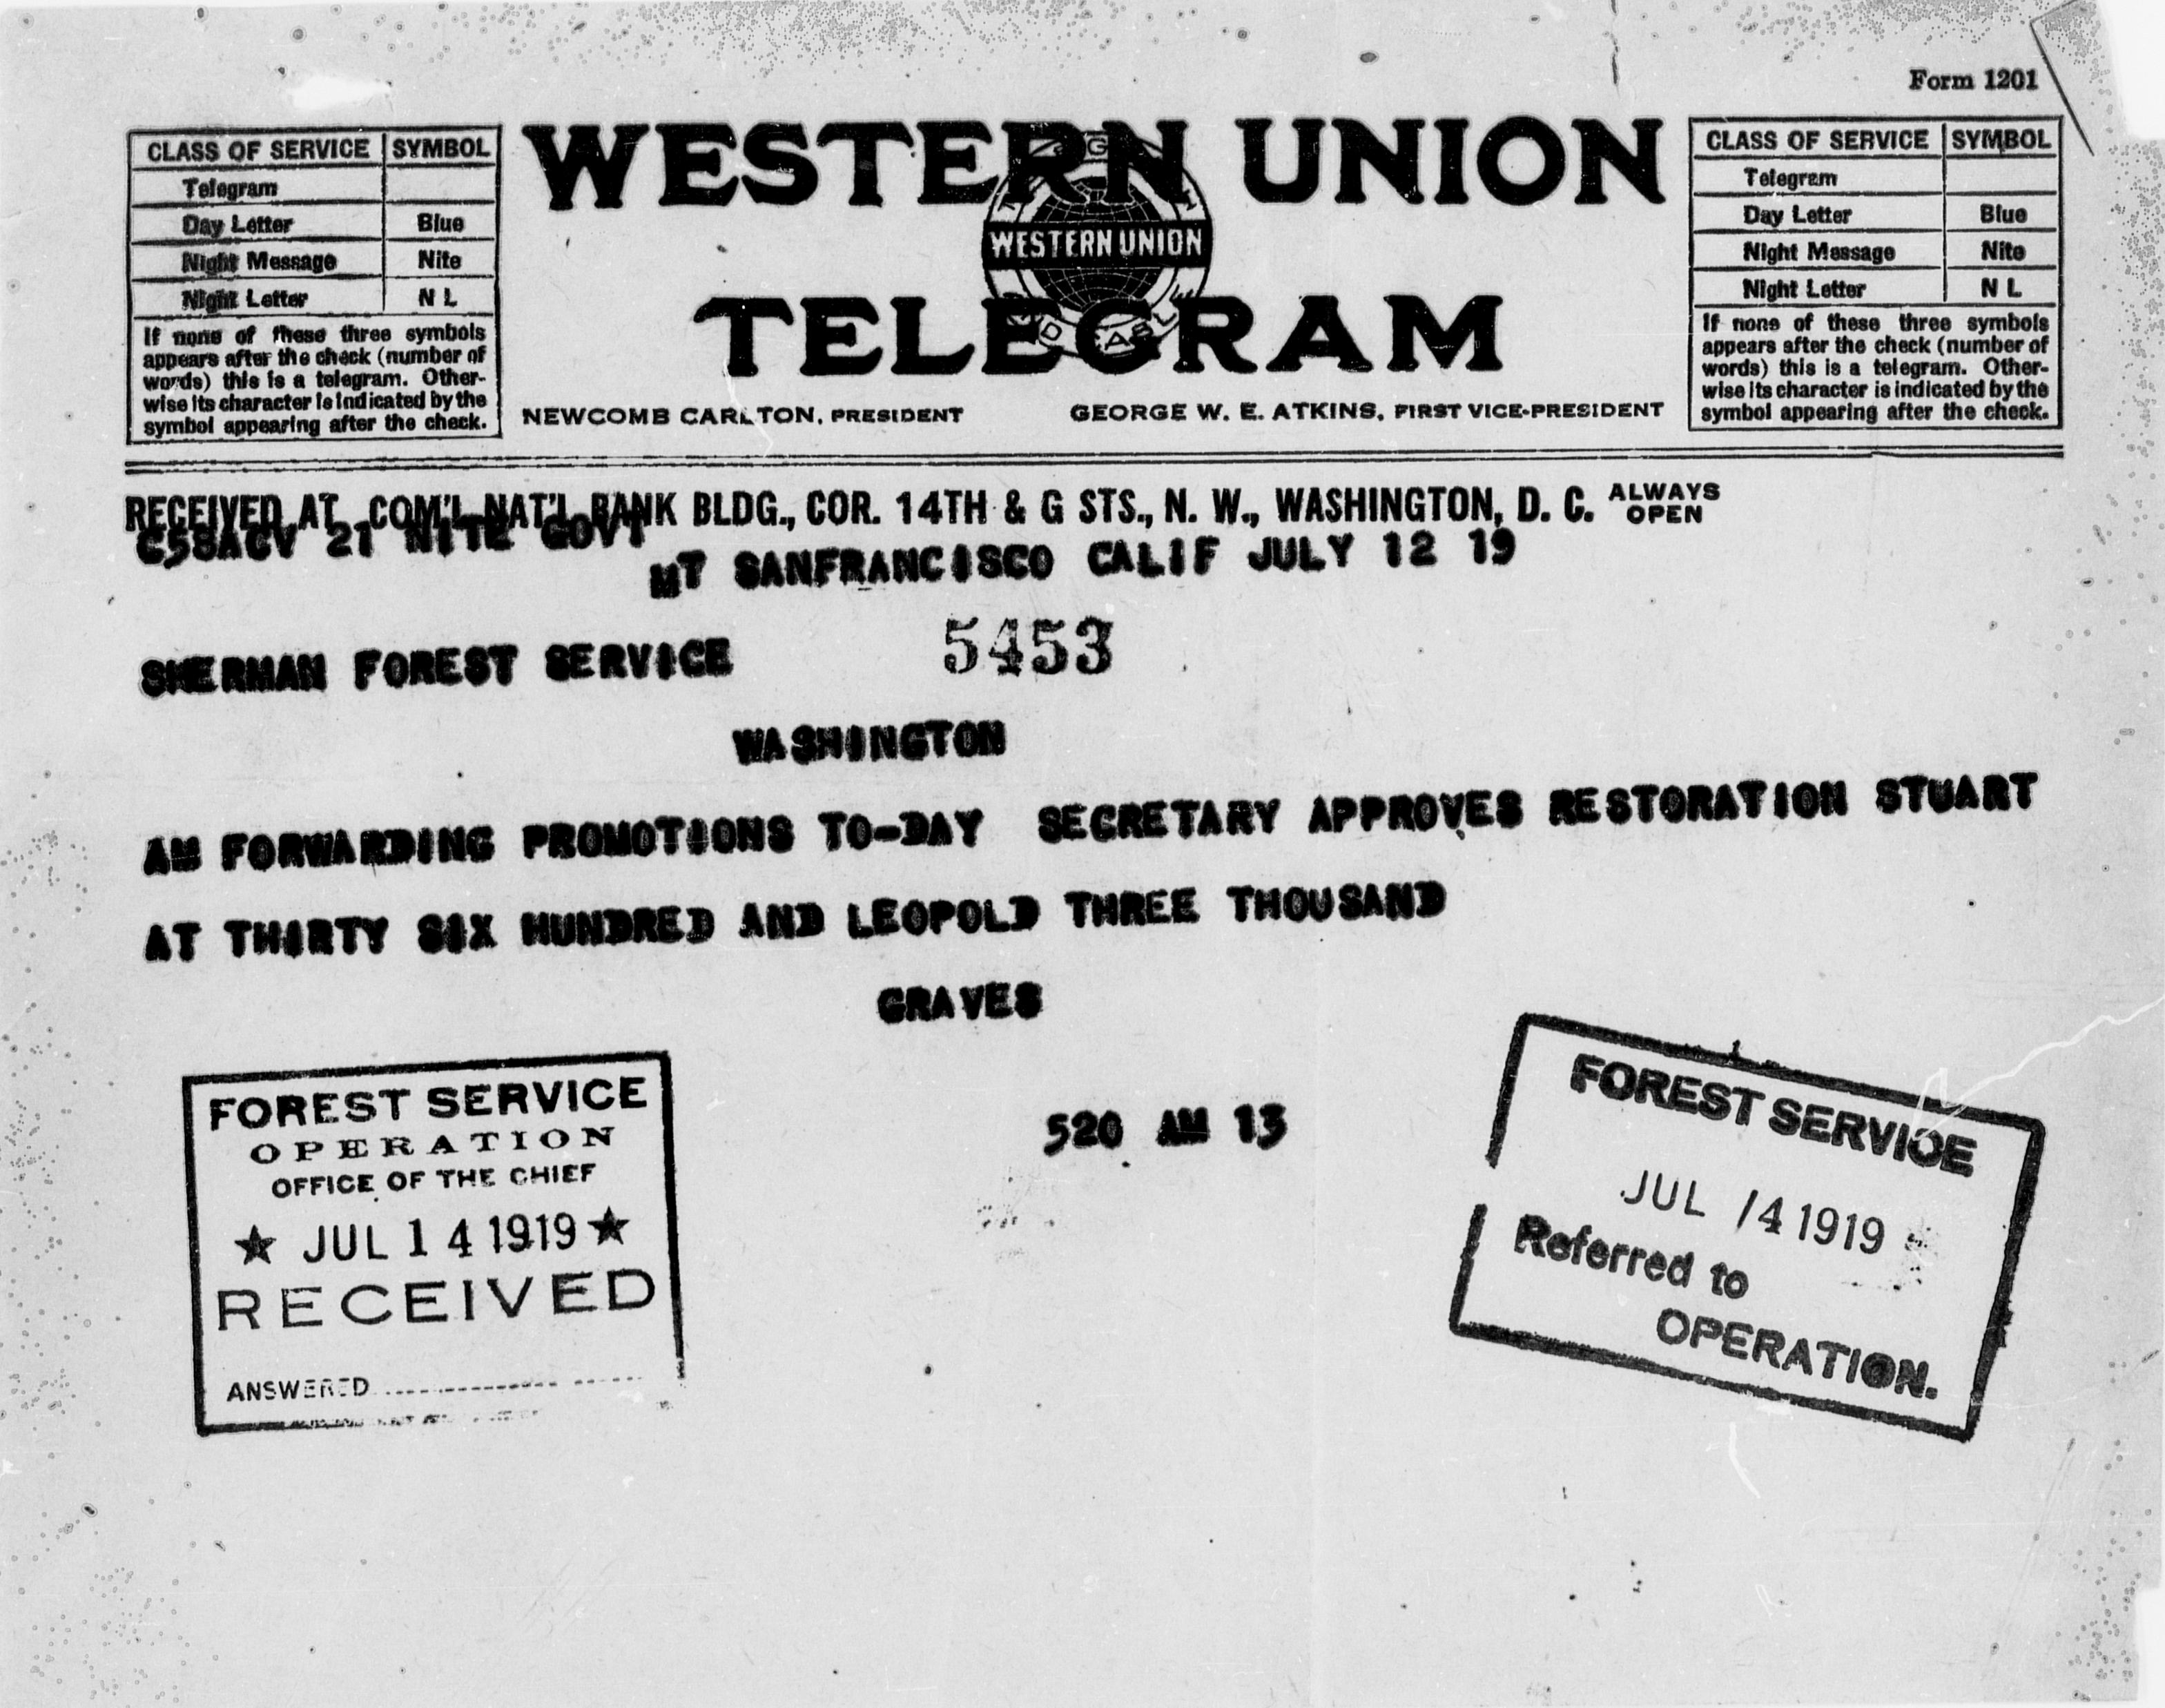 Form 1201
CLASS OF SERVICE SYMBOL
Telegram
Day Letter Blue
Night Message Nite
Night Letter N L
If none of these three symbols
appears after the check (number of
words) this is a telegram. Other-
wise its character is indicated by the
symbol appearing after the check.
WESTERN UNION
WESTERN UNION
TELEGRAM
NEWCOMB CARLTON, PRESIDENT GEORGE W. E. ATKINS, FIRST VICE-PRESIDENT
CLASS OF SERVICE SYMBOL
Telegram
Day Letter Blue
Night Message Nite
Night Letter N L
If none of these three symbols
appears after the check (number of
words) this is a telegram. Other-
wise its character is indicated by the
symbol appearing after the check.
RECEIVED AT COM'L NAT'L BANK BLDG., COR. 14TH & G STS., N. W., WASHINGTON, D. C. ALWAYS OPEN
C58ACV 21 NITE GOVT
MT SANFRANCISCO CALIF JULY 12 19
SHERMAN FOREST SERVICE 5453
WASHINGTON
AM FORWARDING PROMOTIONS TO-DAY SECRETARY APPROVES RESTORATION STUART
AT THIRTY SIX HUNDRED AND LEOPOLD THREE THOUSAND
GRAVES
520 AM 13
FOREST SERVICE
OPERATION
OFFICE OF THE CHIEF
★ JUL 14 1919 ★
RECEIVED
ANSWERED
FOREST SERVICE
JUL 14 1919
Referred to
OPERATION.